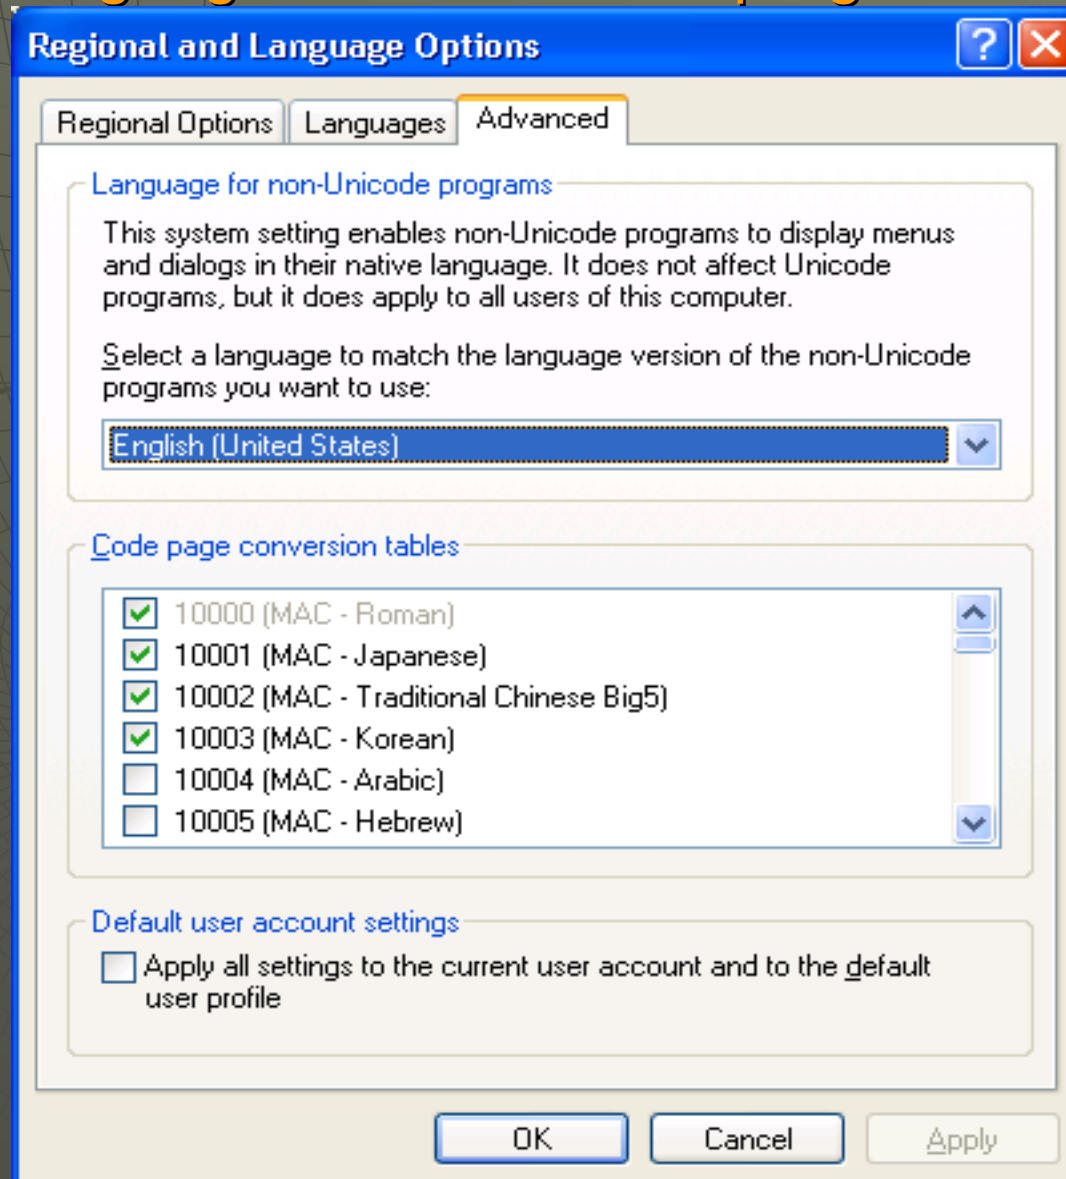 Regional and Language Options
Regional Options
Languages
Advanced
Language for non-Unicode programs
This system setting enables non-Unicode programs to display menus
and dialogs in their native language. It does not affect Unicode
programs, but it does apply to all users of this computer.
Select a language to match the language version of the non-Unicode
programs you want to use:
English (United States)
Code page conversion tables
10000 (MAC - Roman)
10001 (MAC - Japanese)
10002 (MAC - Traditional Chinese Big5)
10003 (MAC - Korean)
10004 (MAC - Arabic)
10005 (MAC - Hebrew)
Default user account settings
Apply all settings to the current user account and to the default
user profile
OK
Cancel
Apply